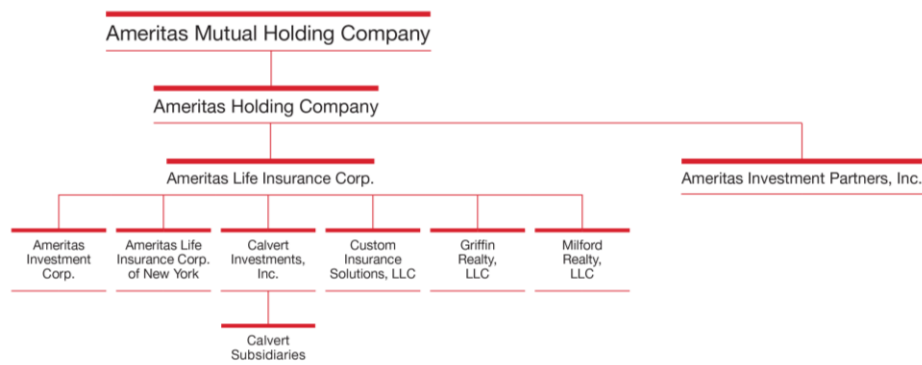 Ameritas Mutual Holding Company
Ameritas Holding Company
Ameritas Life Insurance Corp.
Ameritas Investment Partners, Inc.
Ameritas
Investment
Corp.
Ameritas Life
Insurance Corp.
of New York
Calvert
Investments,
Inc.
Custom
Insurance
Solutions, LLC
Griffin
Realty,
LLC
Milford
Realty,
LLC
Calvert
Subsidiaries